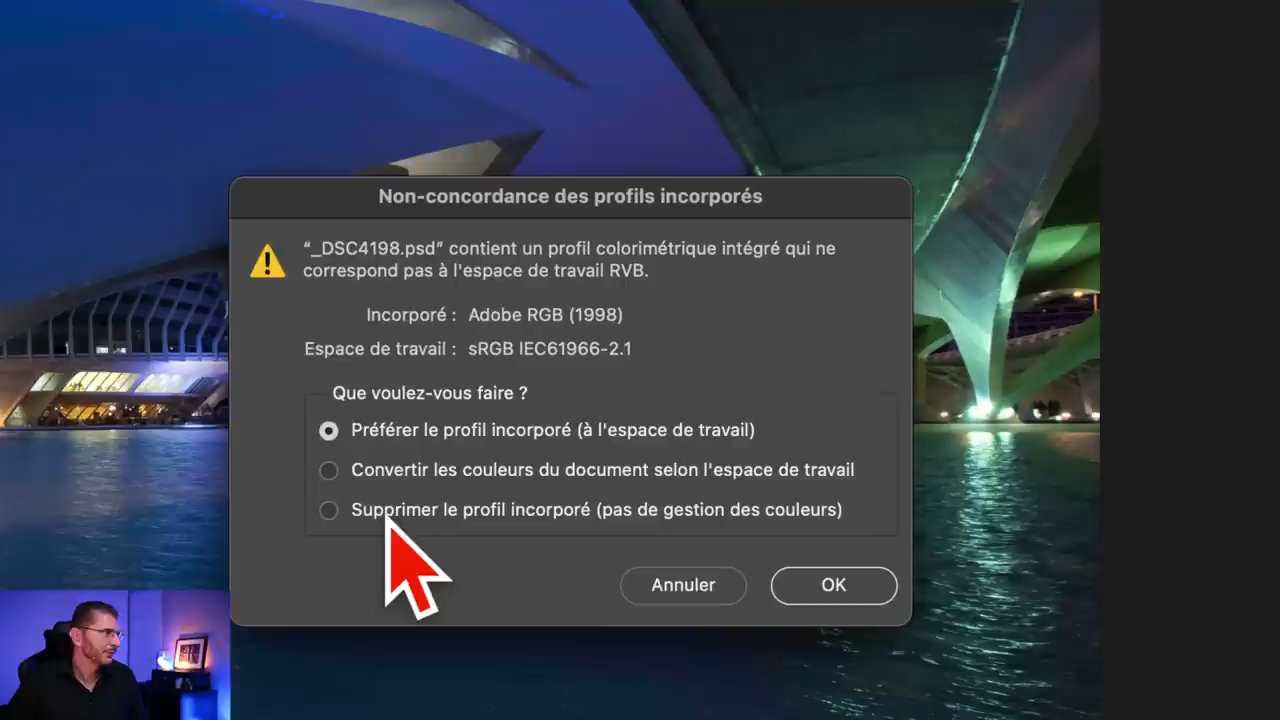 Non-concordance des profils incorporés
“_DSC4198.psd” contient un profil colorimétrique intégré qui ne
correspond pas à l'espace de travail RVB.
Incorporé : Adobe RGB (1998)
Espace de travail : sRGB IEC61966-2.1
Que voulez-vous faire ?
Préférer le profil incorporé (à l'espace de travail)
Convertir les couleurs du document selon l'espace de travail
Supprimer le profil incorporé (pas de gestion des couleurs)
Annuler OK